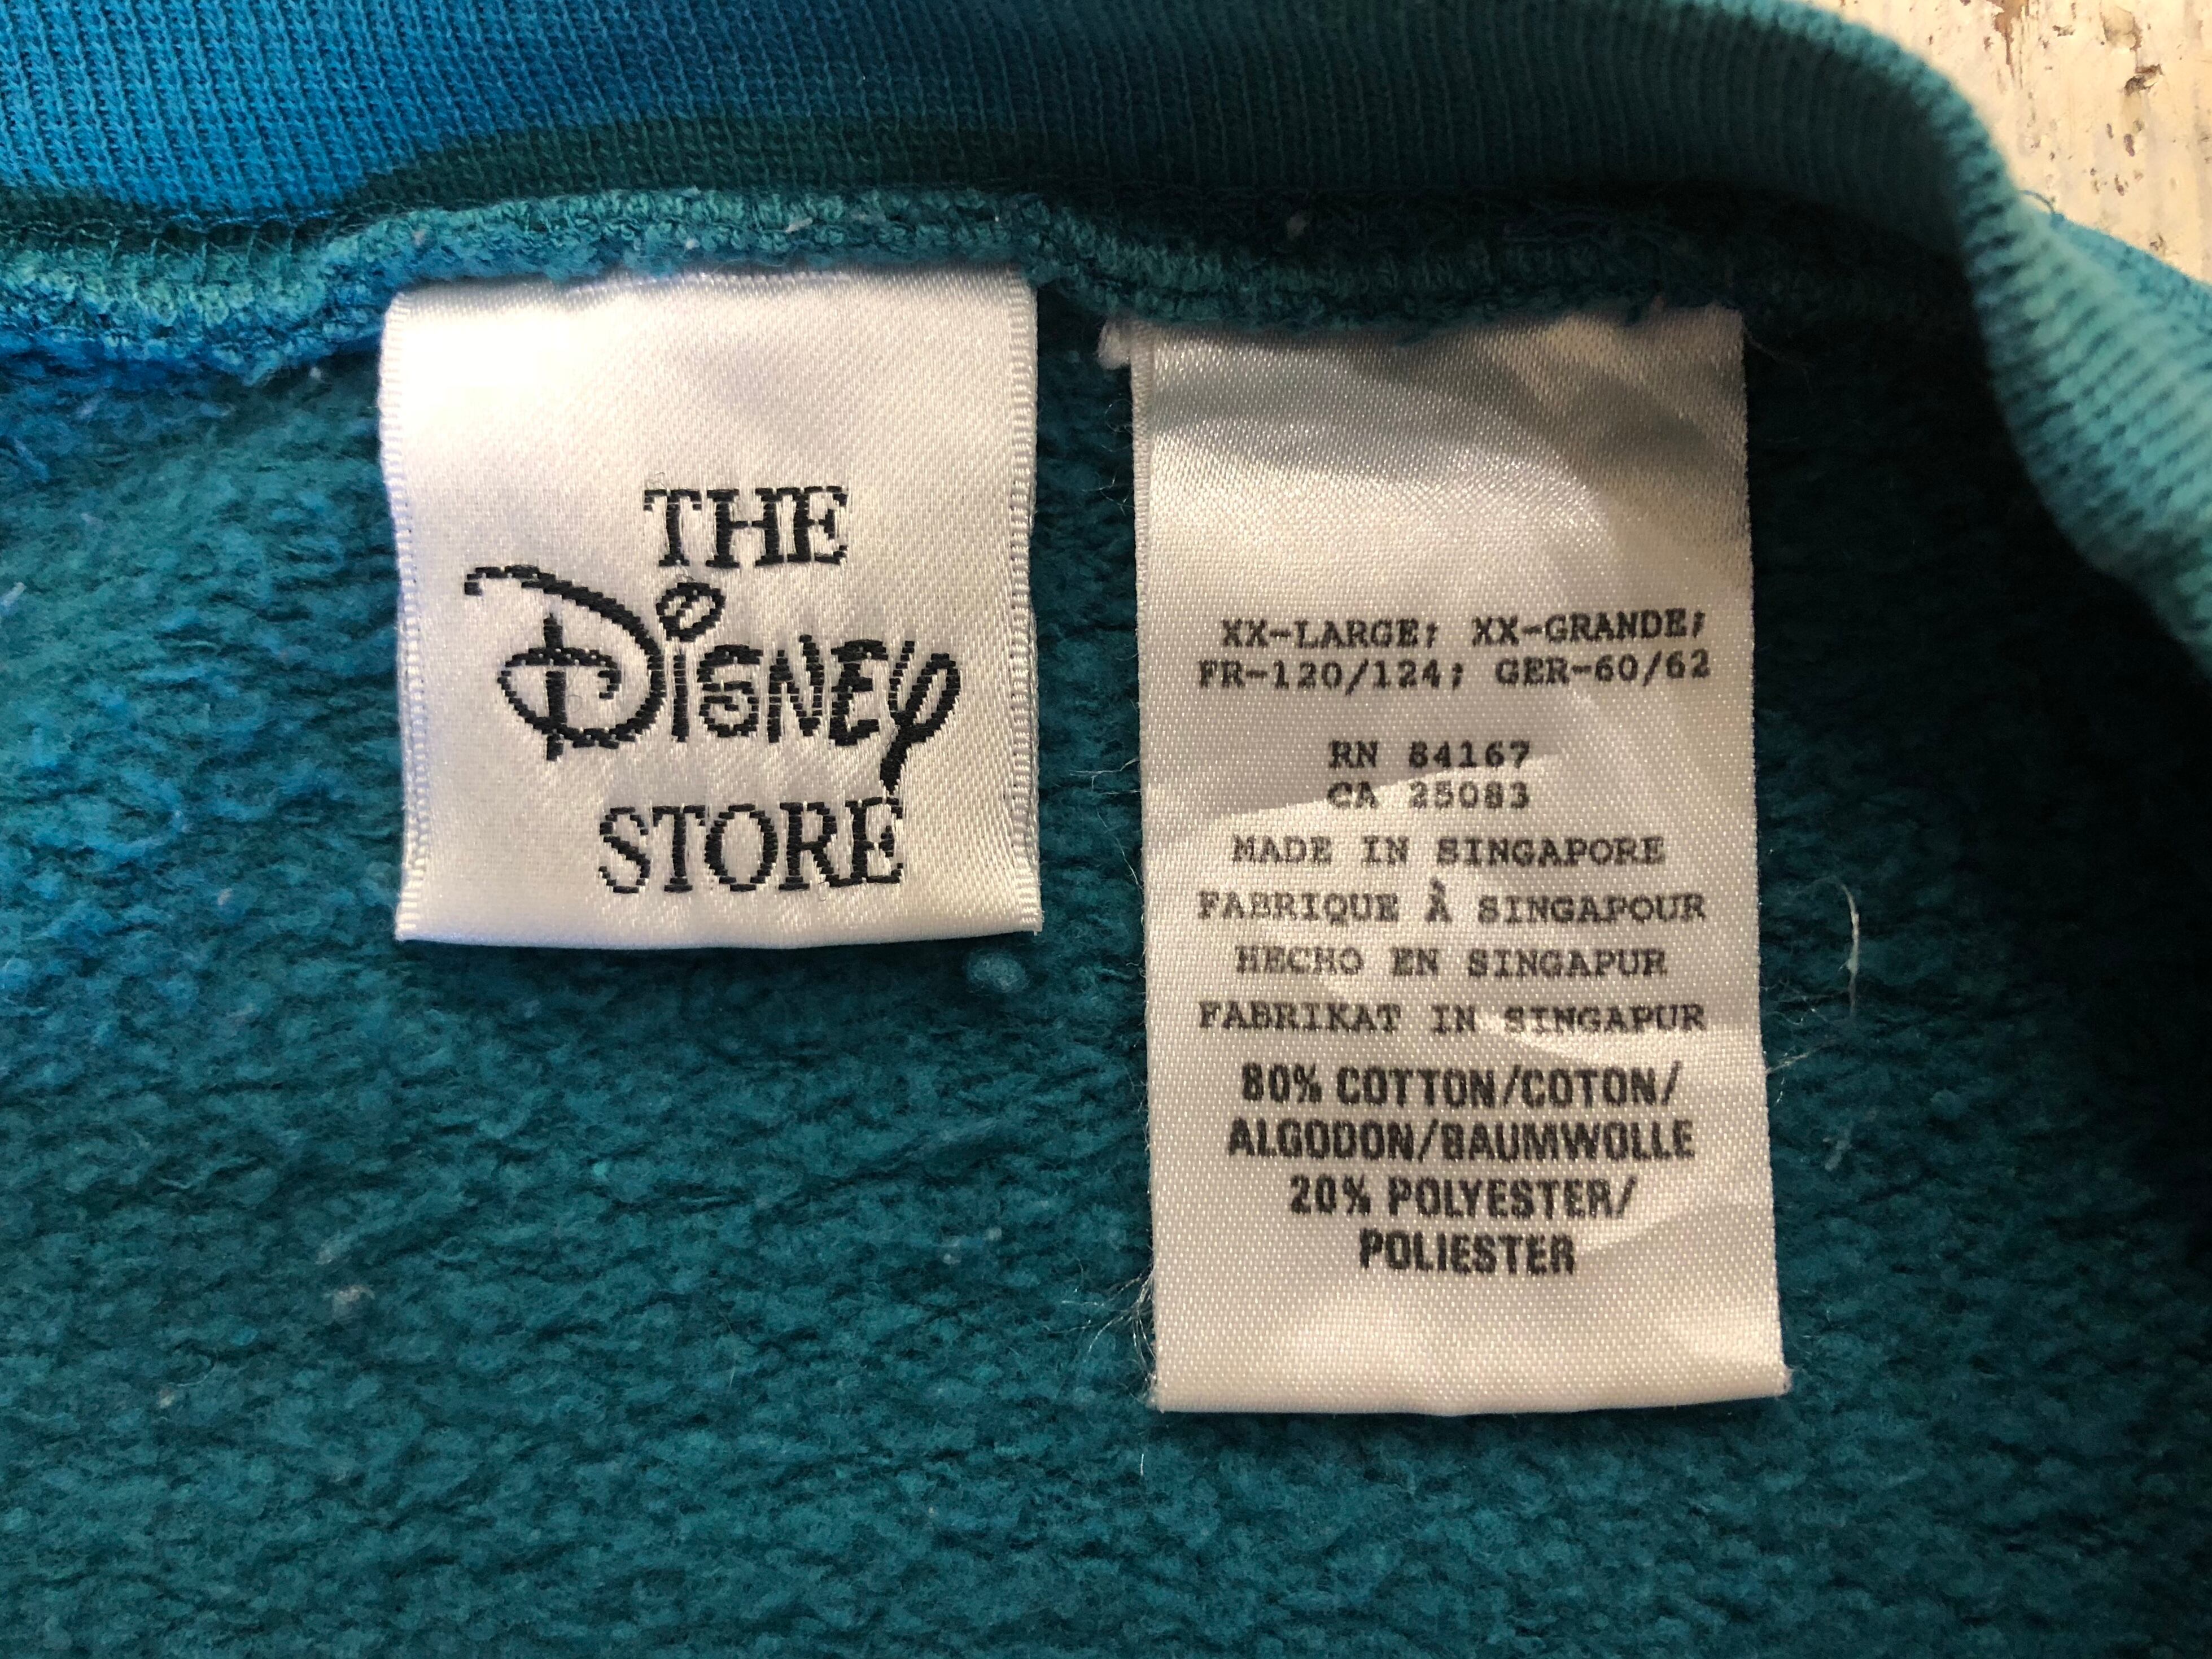 THE
DISNEY
STORE
XX-LARGE; XX-GRANDE;
FR-120/124; GER-60/62
RN 84167
CA 25083
MADE IN SINGAPORE
FABRIQUE À SINGAPOUR
HECHO EN SINGAPUR
FABRIKAT IN SINGAPUR
80% COTTON/COTON/
ALGODON/BAUMWOLLE
20% POLYESTER/
POLIESTER